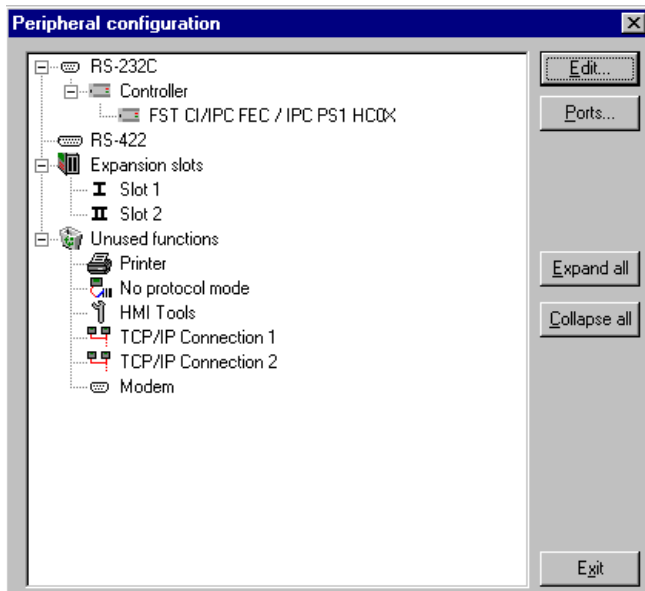 Peripheral configuration
RS-232C
Controller
FST CI/IPC FEC / IPC PS1 HC0X
RS-422
Expansion slots
I Slot 1
II Slot 2
Unused functions
Printer
No protocol mode
HMI Tools
TCP/IP Connection 1
TCP/IP Connection 2
Modem
Edit...
Ports...
Expand all
Collapse all
Exit